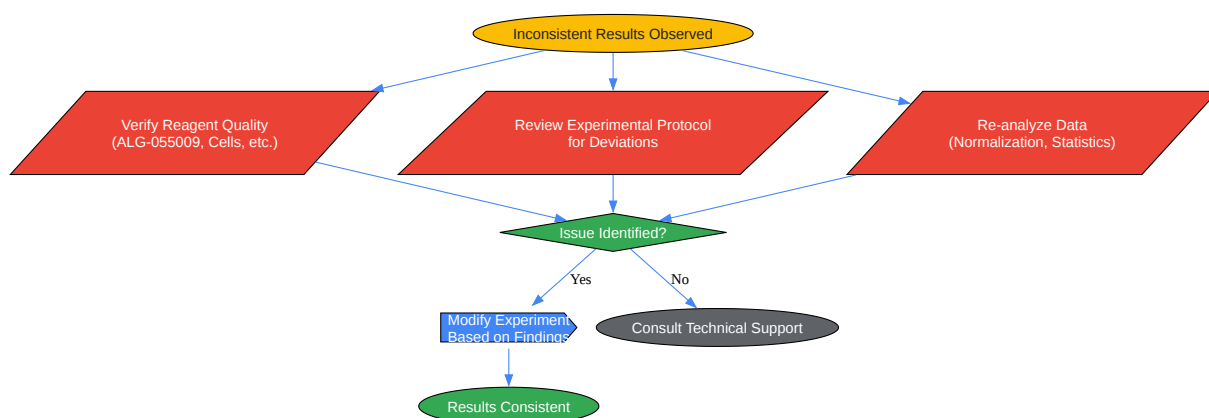 Inconsistent Results Observed
Verify Reagent Quality
(ALG-055009, Cells, etc.)
Review Experimental Protocol
for Deviations
Re-analyze Data
(Normalization, Statistics)
Issue Identified?
Yes
No
Modify Experiment
Based on Findings
Consult Technical Support
Results Consistent